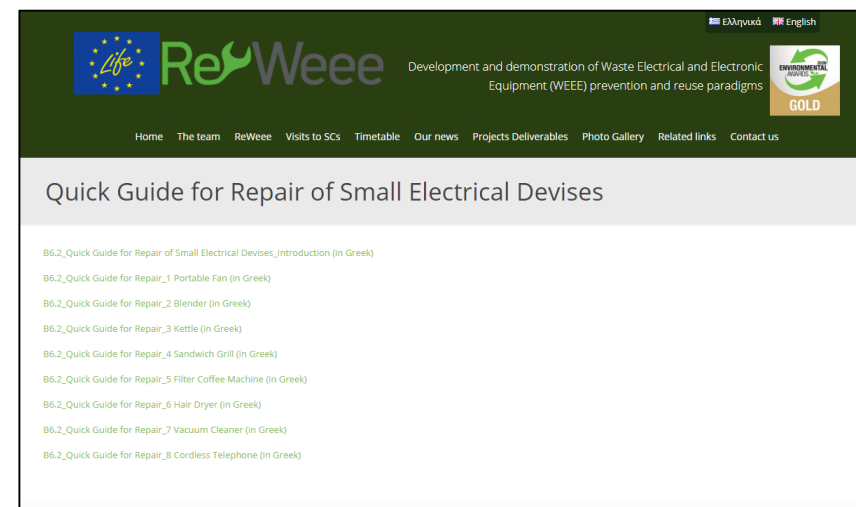 Ελληνικά English
Life
ReWeee
Development and demonstration of Waste Electrical and Electronic
Equipment (WEEE) prevention and reuse paradigms
ENVIRONMENTAL
AWARDS
GOLD
Home The team ReWeee Visits to SCs Timetable Our news Projects Deliverables Photo Gallery Related links Contact us
Quick Guide for Repair of Small Electrical Devises
B6.2_Quick Guide for Repair of Small Electrical Devises_Introduction (in Greek)
B6.2_Quick Guide for Repair_1 Portable Fan (in Greek)
B6.2_Quick Guide for Repair_2 Blender (in Greek)
B6.2_Quick Guide for Repair_3 Kettle (in Greek)
B6.2_Quick Guide for Repair_4 Sandwich Grill (in Greek)
B6.2_Quick Guide for Repair_5 Filter Coffee Machine (in Greek)
B6.2_Quick Guide for Repair_6 Hair Dryer (in Greek)
B6.2_Quick Guide for Repair_7 Vacuum Cleaner (in Greek)
B6.2_Quick Guide for Repair_8 Cordless Telephone (in Greek)